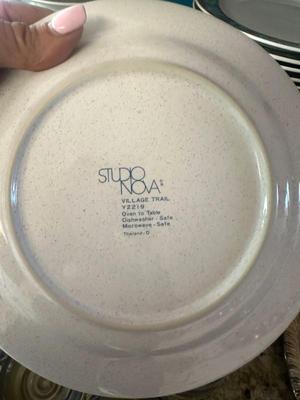 STUDIO
NOVA®
VILLAGE TRAIL
Y2219
Oven to Table
Dishwasher - Safe
Microwave - Safe
Thailand-D